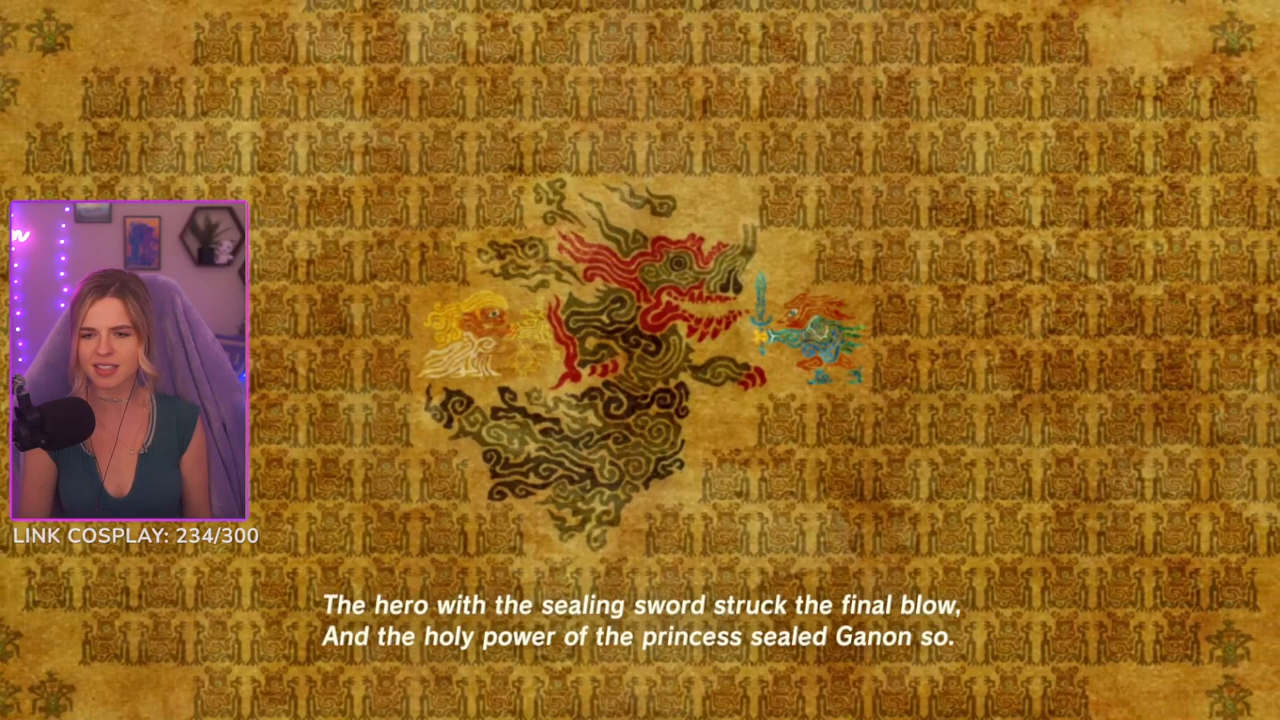 LINK COSPLAY: 234/300
The hero with the sealing sword struck the final blow,
And the holy power of the princess sealed Ganon so.